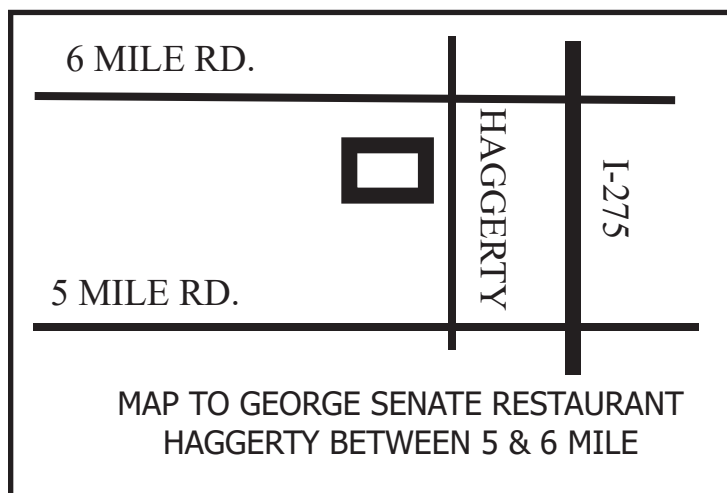 6 MILE RD.
HAGGERTY
I-275
5 MILE RD.
MAP TO GEORGE SENATE RESTAURANT
HAGGERTY BETWEEN 5 & 6 MILE